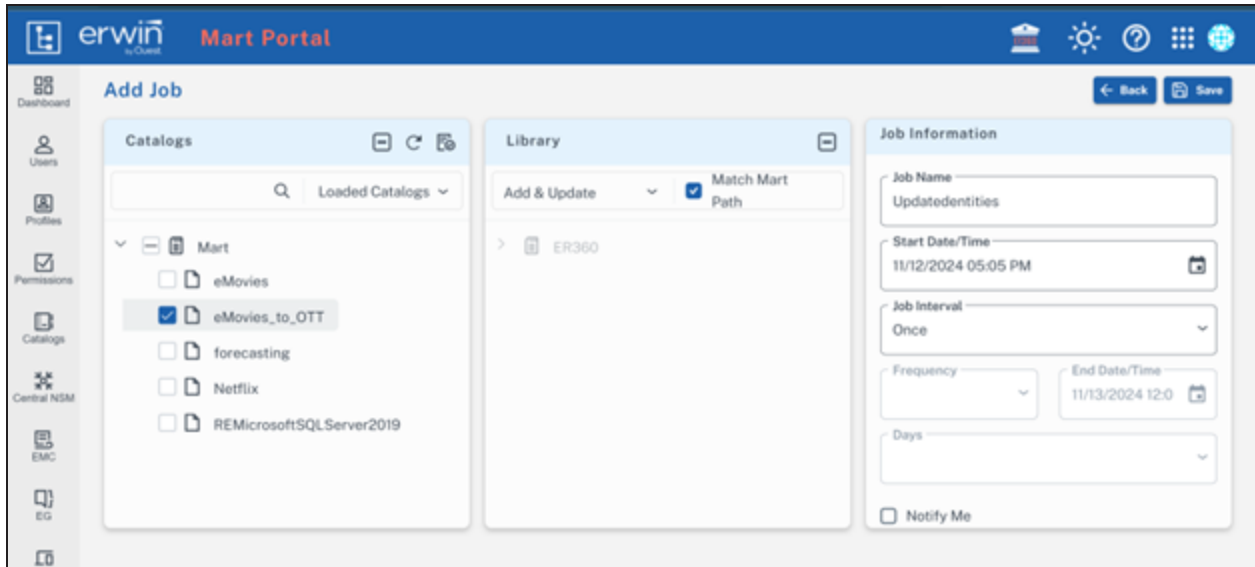 erwin
by Quest
Mart Portal
ER360
Dashboard
Users
Profiles
Permissions
Catalogs
Central NSM
EMC
EG
Add Job
Back
Save
Catalogs
Loaded Catalogs
Mart
eMovies
eMovies_to_OTT
forecasting
Netflix
REMicrosoftSQLServer2019
Library
Add & Update
Match Mart
Path
ER360
Job Information
Job Name
Updatedentities
Start Date/Time
11/12/2024 05:05 PM
Job Interval
Once
Frequency
End Date/Time
11/13/2024 12:0
Days
Notify Me